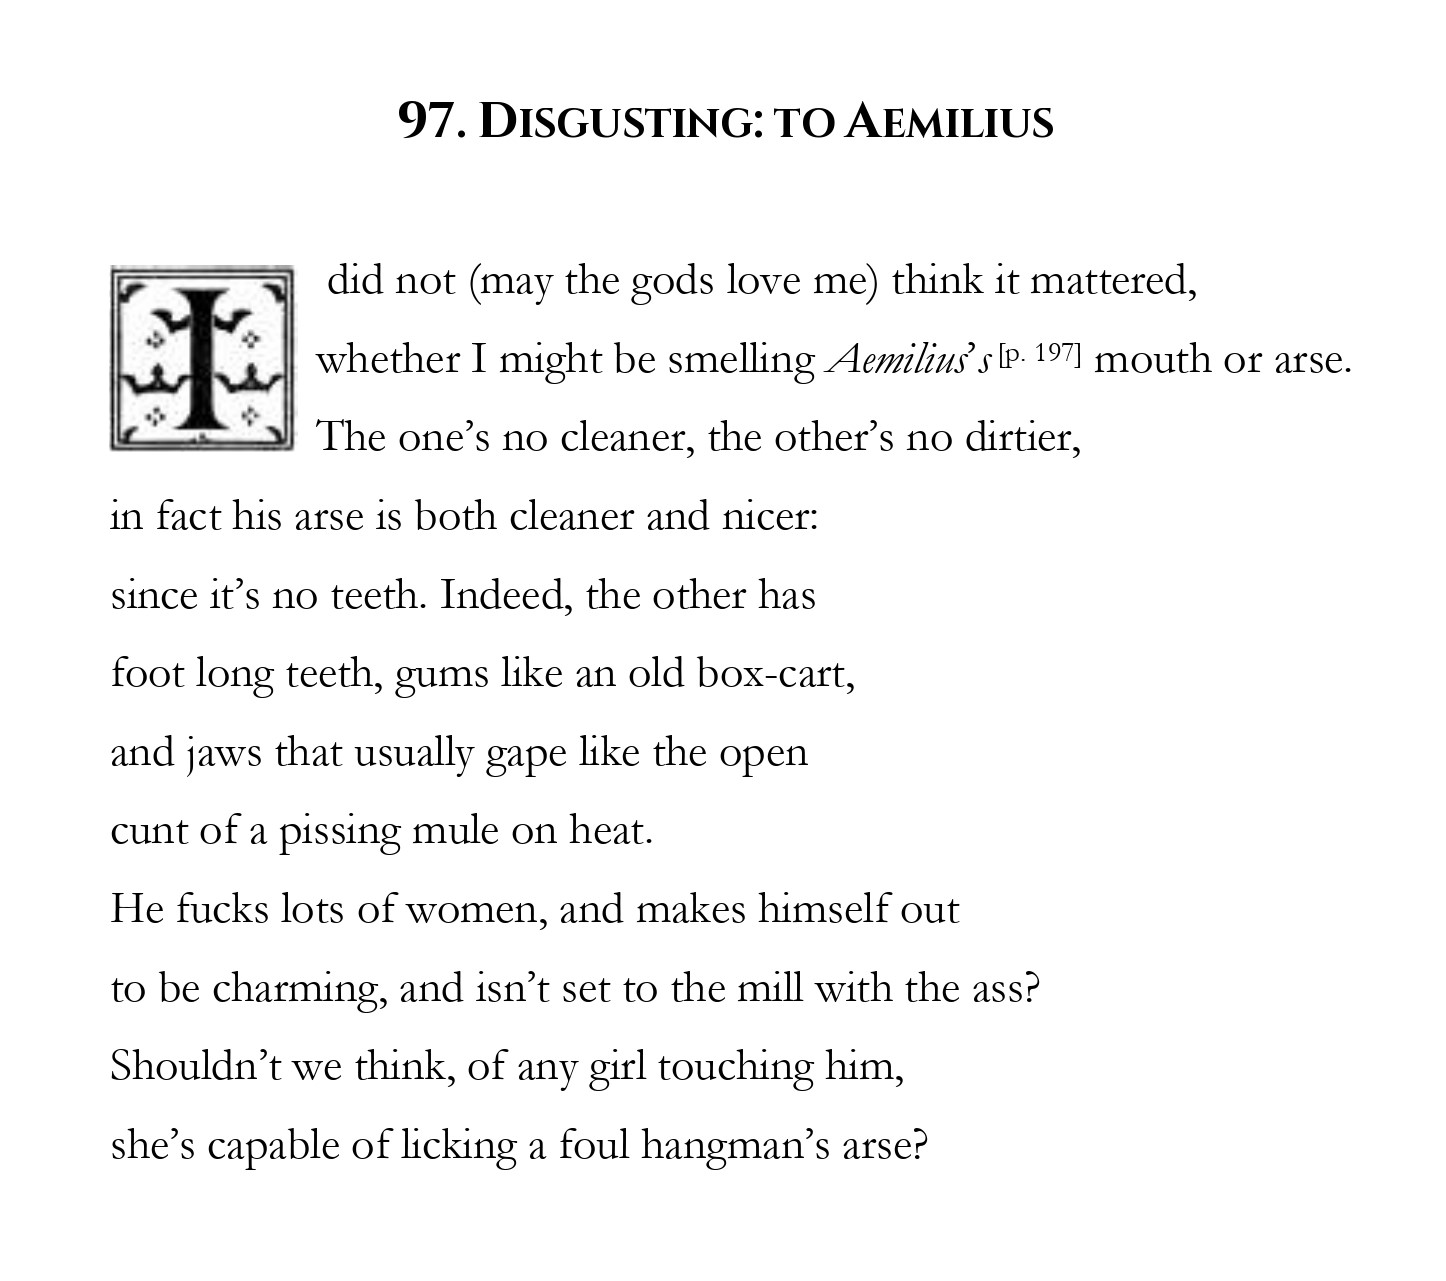 97. DISGUSTING: TO AEMILIUS
I did not (may the gods love me) think it mattered,
whether I might be smelling Aemilius’s [p. 197] mouth or arse.
The one’s no cleaner, the other’s no dirtier,
in fact his arse is both cleaner and nicer:
since it’s no teeth. Indeed, the other has
foot long teeth, gums like an old box-cart,
and jaws that usually gape like the open
cunt of a pissing mule on heat.
He fucks lots of women, and makes himself out
to be charming, and isn’t set to the mill with the ass?
Shouldn’t we think, of any girl touching him,
she’s capable of licking a foul hangman’s arse?